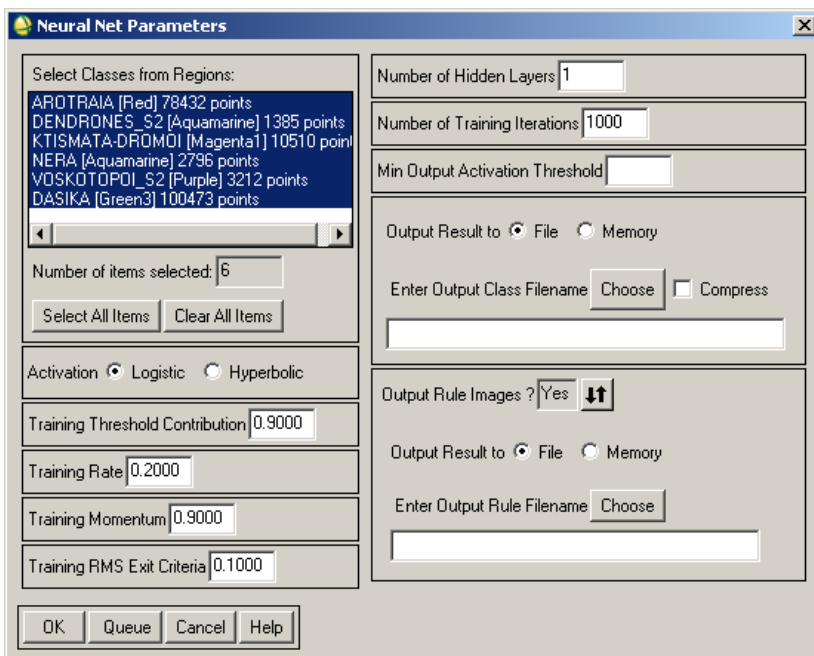 Neural Net Parameters
Select Classes from Regions:
AROTRAIA [Red] 78432 points
DENDRONES_S2 [Aquamarine] 1385 points
KTISMATA-DROMOI [Magenta1] 10510 poin
NERA [Aquamarine] 2796 points
VOSKOTOPOI_S2 [Purple] 3212 points
DASIKA [Green3] 100473 points
Number of items selected: 6
Select All Items Clear All Items
Activation Logistic Hyperbolic
Training Threshold Contribution 0.9000
Training Rate 0.2000
Training Momentum 0.9000
Training RMS Exit Criteria 0.1000
Number of Hidden Layers 1
Number of Training Iterations 1000
Min Output Activation Threshold
Output Result to File Memory
Enter Output Class Filename Choose Compress
Output Rule Images ? Yes
Output Result to File Memory
Enter Output Rule Filename Choose
OK Queue Cancel Help